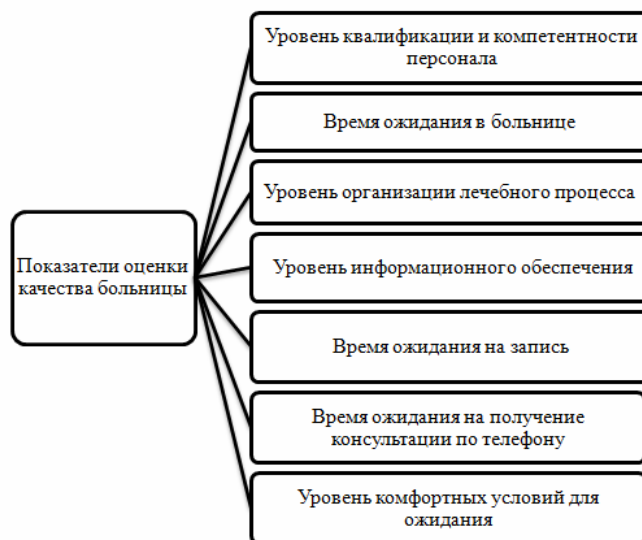 Уровень квалификации и компетентности
персонала
Время ожидания в больнице
Уровень организации лечебного процесса
Показатели оценки
качества больницы
Уровень информационного обеспечения
Время ожидания на запись
Время ожидания на получение
консультации по телефону
Уровень комфортных условий для
ожидания